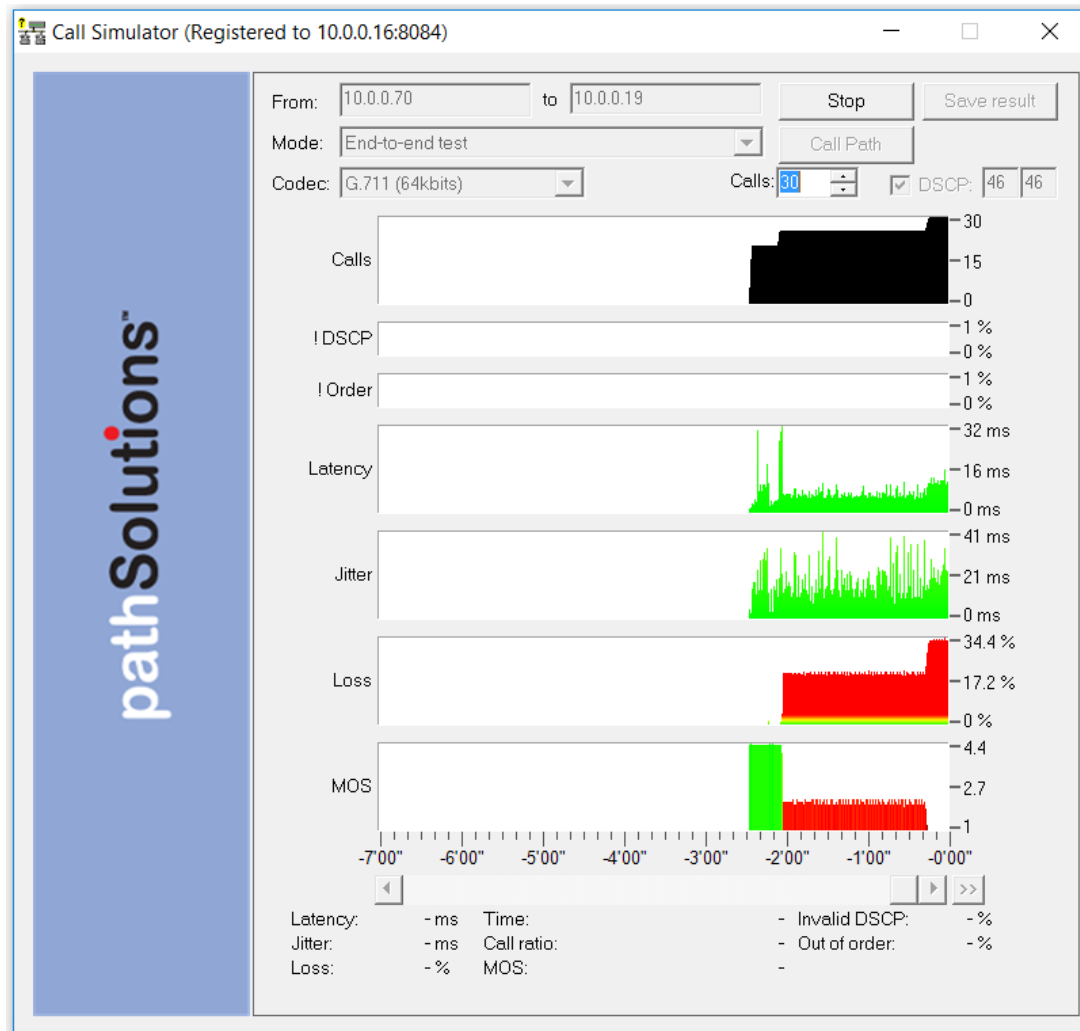 Call Simulator (Registered to 10.0.0.16:8084)
pathSolutions™
From: 10.0.0.70 to 10.0.0.19 Stop Save result
Mode: End-to-end test Call Path
Codec: G.711 (64kbits) Calls: 30 DSCP: 46 46
Calls 30 15 0
! DSCP 1 % 0 %
! Order 1 % 0 %
Latency 32 ms 16 ms 0 ms
Jitter 41 ms 21 ms 0 ms
Loss 34.4 % 17.2 % 0 %
MOS 4.4 2.7 1
-7'00" -6'00" -5'00" -4'00" -3'00" -2'00" -1'00" -0'00"
>>
Latency: - ms Time: - Invalid DSCP: - %
Jitter: - ms Call ratio: - Out of order: - %
Loss: - % MOS: -